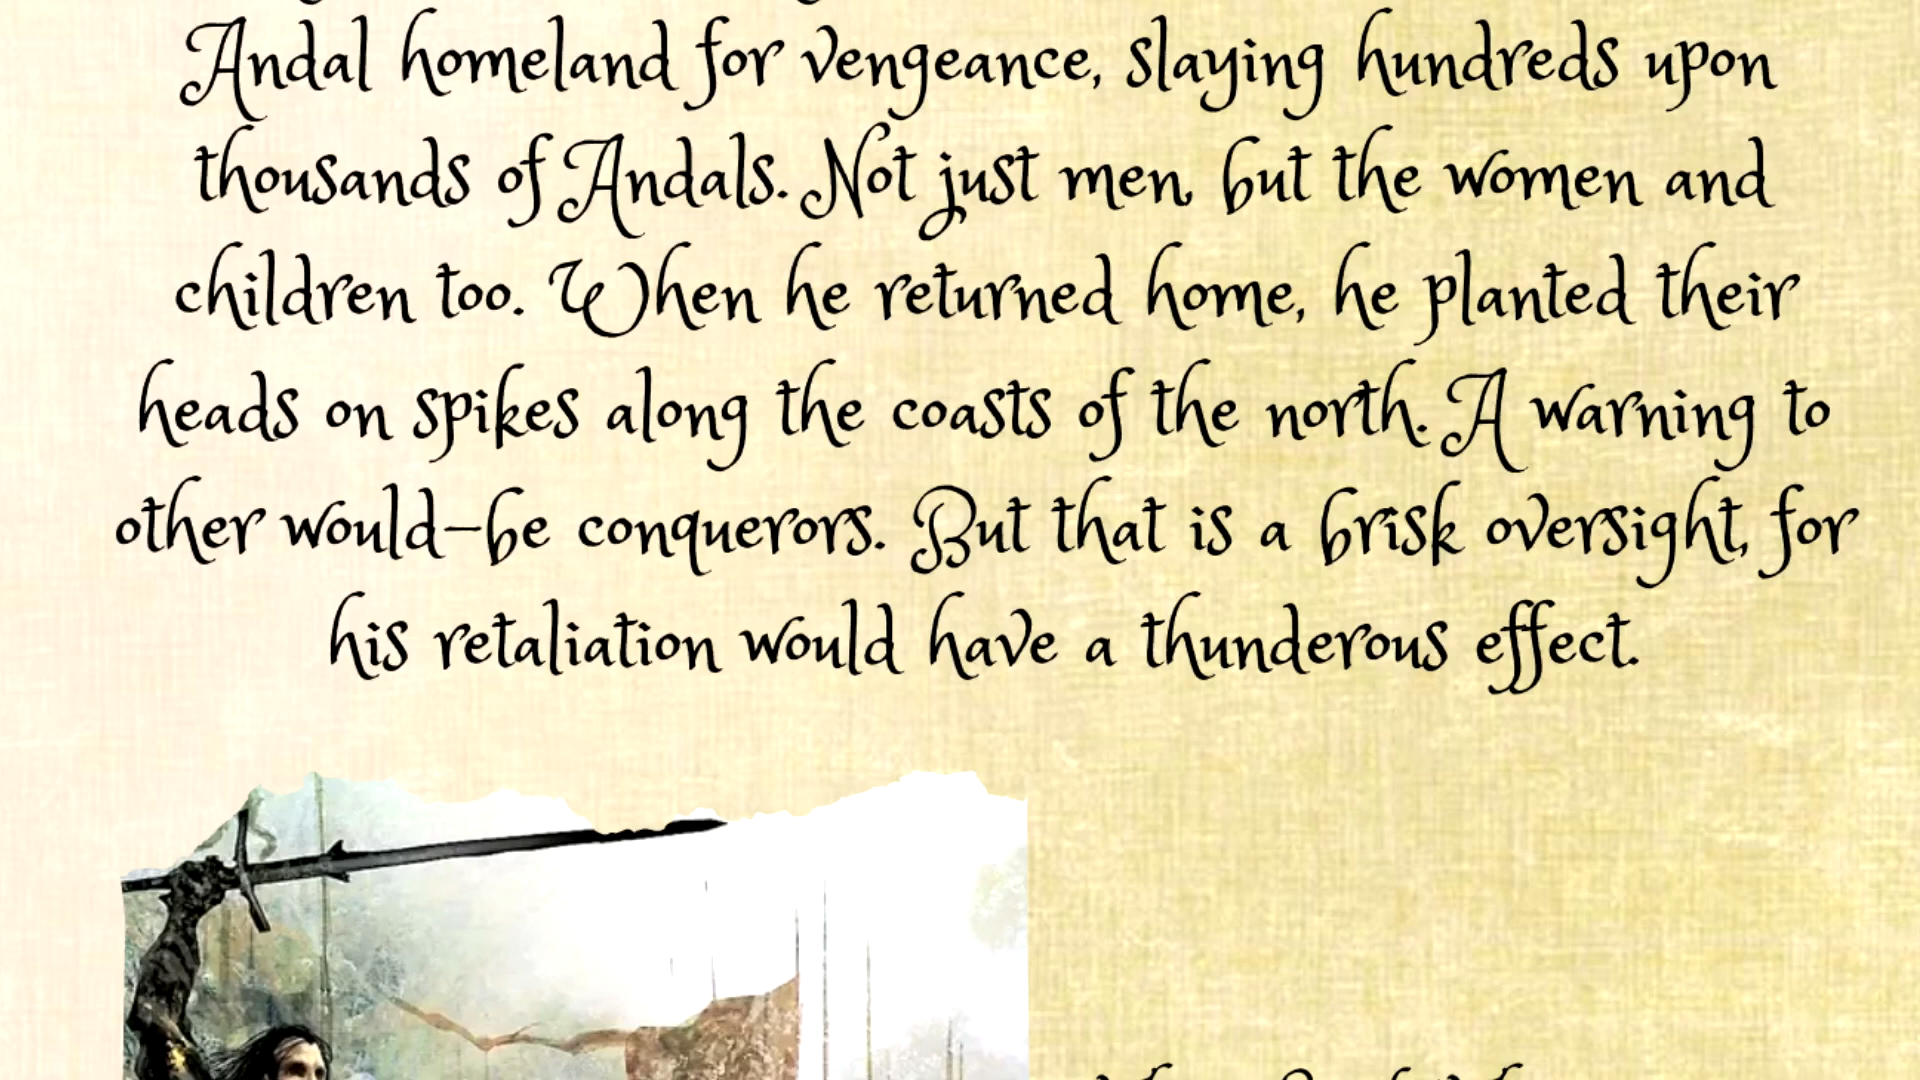 Andal homeland for vengeance, slaying hundreds upon
thousands of Andals. Not just men, but the women and
children too. When he returned home, he planted their
heads on spikes along the coasts of the north. A warning to
other would-be conquerors. But that is a brisk oversight, for
his retaliation would have a thunderous effect.